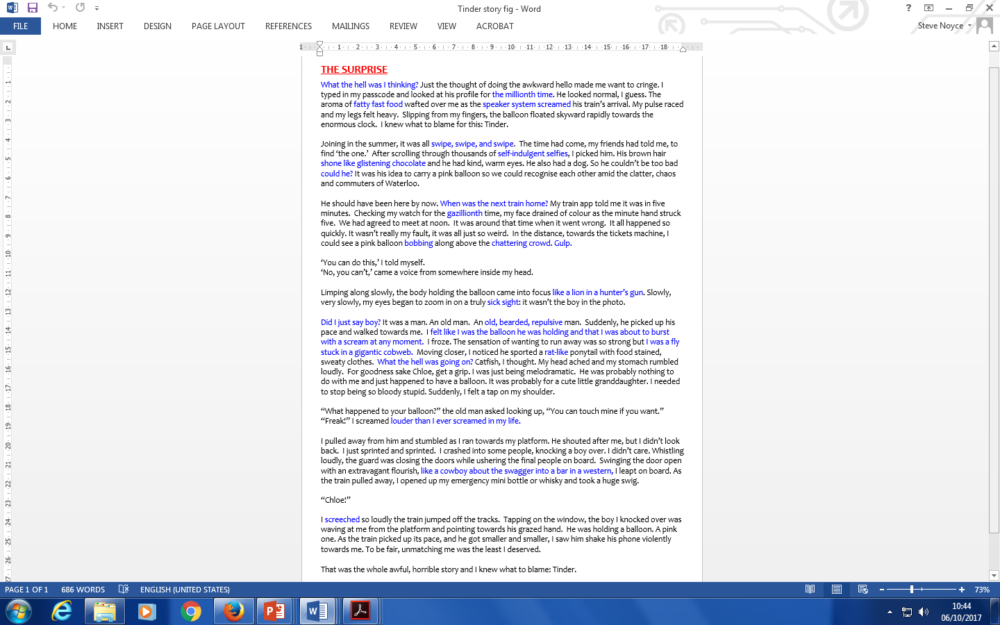 Tinder story fig - Word
FILE HOME INSERT DESIGN PAGE LAYOUT REFERENCES MAILINGS REVIEW VIEW ACROBAT
Steve Noyce
1 1 2 3 4 5 6 7 8 9 10 11 12 13 14 15 16 17 18
THE SURPRISE
What the hell was I thinking? Just the thought of doing the awkward hello made me want to cringe. I
typed in my passcode and looked at his profile for the millionth time. He looked normal, I guess. The
aroma of fatty fast food wafted over me as the speaker system screamed his train's arrival. My pulse raced
and my legs felt heavy. Slipping from my fingers, the balloon floated skyward rapidly towards the
enormous clock. I knew what to blame for this: Tinder.
Joining in the summer, it was all swipe, swipe, and swipe. The time had come, my friends had told me, to
find 'the one.' After scrolling through thousands of self-indulgent selfies, I picked him. His brown hair
shone like glistening chocolate and he had kind, warm eyes. He also had a dog. So he couldn't be too bad
could he? It was his idea to carry a pink balloon so we could recognise each other amid the clatter, chaos
and commuters of Waterloo.
He should have been here by now. When was the next train home? My train app told me it was in five
minutes. Checking my watch for the gazillionth time, my face drained of colour as the minute hand struck
five. We had agreed to meet at noon. It was around that time when it went wrong. It all happened so
quickly. It wasn't really my fault, it was all just so weird. In the distance, towards the tickets machine, I
could see a pink balloon bobbing along above the chattering crowd. Gulp.
'You can do this,' I told myself.
'No, you can't,' came a voice from somewhere inside my head.
Limping along slowly, the body holding the balloon came into focus like a lion in a hunter's gun. Slowly,
very slowly, my eyes began to zoom in on a truly sick sight: it wasn't the boy in the photo.
Did I just say boy? It was a man. An old man. An old, bearded, repulsive man. Suddenly, he picked up his
pace and walked towards me. I felt like I was the balloon he was holding and that I was about to burst
with a scream at any moment. I froze. The sensation of wanting to run away was so strong but I was a fly
stuck in a gigantic cobweb. Moving closer, I noticed he sported a rat-like ponytail with food stained,
sweaty clothes. What the hell was going on? Catfish, I thought. My head ached and my stomach rumbled
loudly. For goodness sake Chloe, get a grip. I was just being melodramatic. He was probably nothing to
do with me and just happened to have a balloon. It was probably for a cute little granddaughter. I needed
to stop being so bloody stupid. Suddenly, I felt a tap on my shoulder.
"What happened to your balloon?" the old man asked looking up, "You can touch mine if you want."
"Freak!" I screamed louder than I ever screamed in my life.
I pulled away from him and stumbled as I ran towards my platform. He shouted after me, but I didn't look
back. I just sprinted and sprinted. I crashed into some people, knocking a boy over. I didn't care. Whistling
loudly, the guard was closing the doors while ushering the final people on board. Swinging the door open
with an extravagant flourish, like a cowboy about the swagger into a bar in a western, I leapt on board. As
the train pulled away, I opened up my emergency mini bottle or whisky and took a huge swig.
"Chloe!"
I screeched so loudly the train jumped off the tracks. Tapping on the window, the boy I knocked over was
waving at me from the platform and pointing towards his grazed hand. He was holding a balloon. A pink
one. As the train picked up its pace, and he got smaller and smaller, I saw him shake his phone violently
towards me. To be fair, unmatching me was the least I deserved.
That was the whole awful, horrible story and I knew what to blame: Tinder.
PAGE 1 OF 1 686 WORDS ENGLISH (UNITED STATES) 73%
10:44
06/10/2017